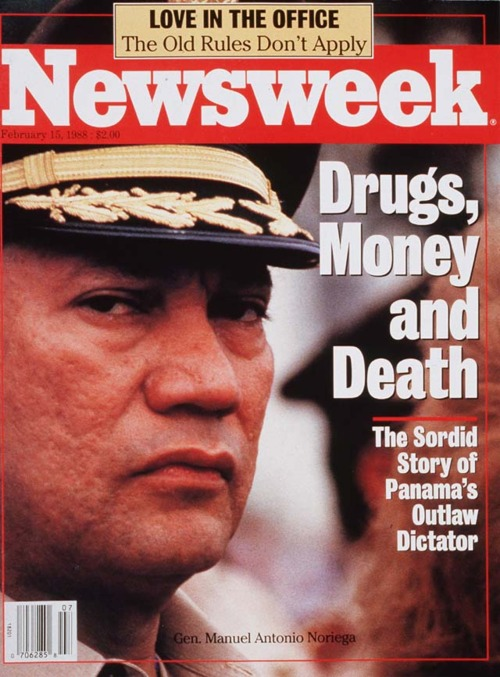 LOVE IN THE OFFICE
The Old Rules Don't Apply
Newsweek®
February 15, 1988 : $2.00
Drugs,
Money
and
Death
The Sordid
Story of
Panama's
Outlaw
Dictator
Gen. Manuel Antonio Noriega
07
0 706285 8